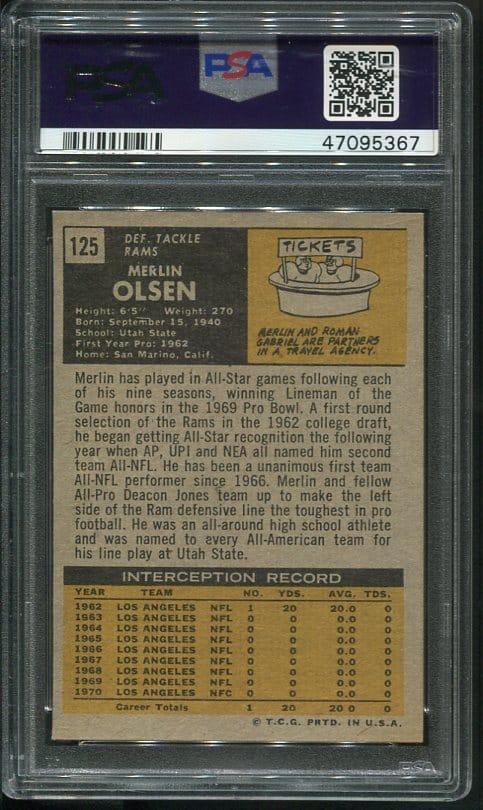 PSA
PSA
47095367
125
DEF. TACKLE
RAMS
MERLIN
OLSEN
Height: 6'5" Weight: 270
Born: September 15, 1940
School: Utah State
First Year Pro: 1962
Home: San Marino, Calif.
TICKETS
MERLIN AND ROMAN
GABRIEL ARE PARTNERS
IN A TRAVEL AGENCY.
Merlin has played in All-Star games following each
of his nine seasons, winning Lineman of the
Game honors in the 1969 Pro Bowl. A first round
selection of the Rams in the 1962 college draft,
he began getting All-Star recognition the following
year when AP, UPI and NEA all named him second
team All-NFL. He has been a unanimous first team
All-NFL performer since 1966. Merlin and fellow
All-Pro Deacon Jones team up to make the left
side of the Ram defensive line the toughest in pro
football. He was an all-around high school athlete
and was named to every All-American team for
his line play at Utah State.
INTERCEPTION RECORD
YEAR TEAM NO. YDS. AVG. TDS.
1962 LOS ANGELES NFL 1 20 20.0 0
1963 LOS ANGELES NFL 0 0 0.0 0
1964 LOS ANGELES NFL 0 0 0.0 0
1965 LOS ANGELES NFL 0 0 0.0 0
1966 LOS ANGELES NFL 0 0 0.0 0
1967 LOS ANGELES NFL 0 0 0.0 0
1968 LOS ANGELES NFL 0 0 0.0 0
1969 LOS ANGELES NFL 0 0 0.0 0
1970 LOS ANGELES NFC 0 0 0.0 0
Career Totals 1 20 20.0 0
© T.C.G. PRTD. IN U.S.A.
PSA